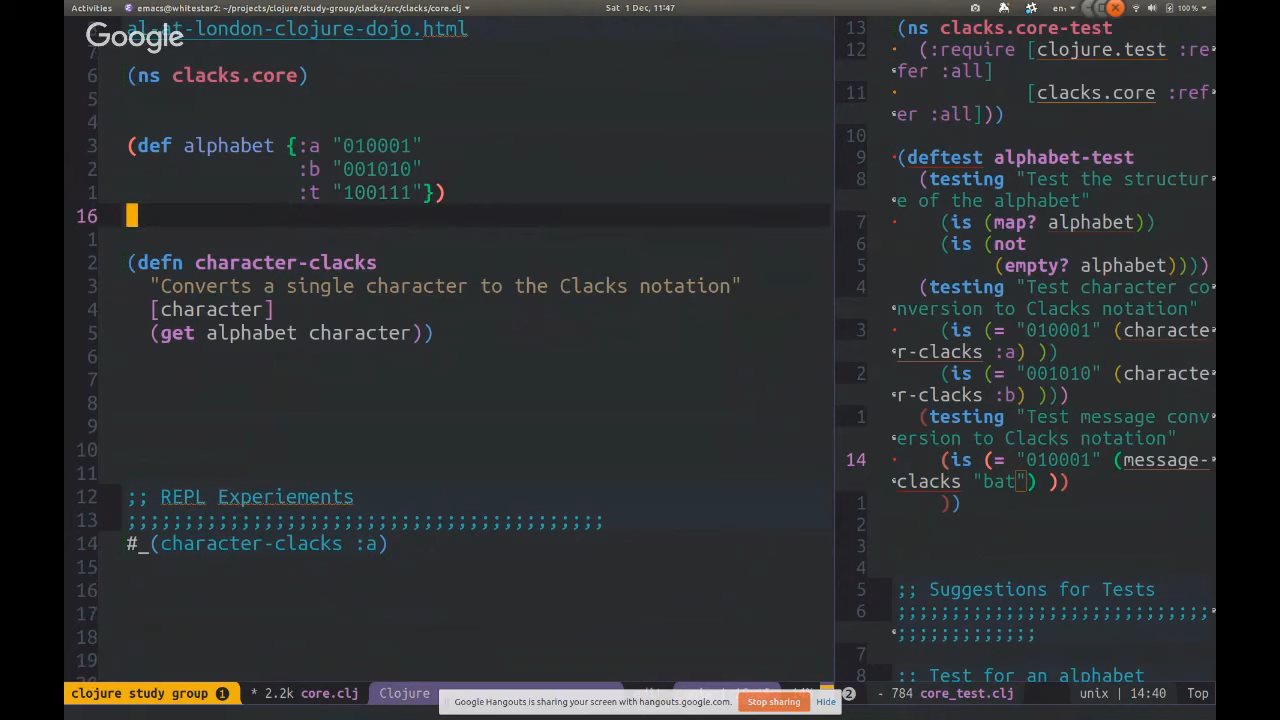 Activities
emacs@whitestar2: ~/projects/clojure/study-group/clacks/src/clacks/core.clj
Sat 1 Dec, 11:47
en
100 %
Google
al-at-london-clojure-dojo.html
7
6 (ns clacks.core)
5
4
3 (def alphabet {:a "010001"
2 :b "001010"
1 :t "100111"})
16
1
2 (defn character-clacks
3 "Converts a single character to the Clacks notation"
4 [character]
5 (get alphabet character))
6
7
8
9
10
11
12 ;; REPL Experiements
13 ;;;;;;;;;;;;;;;;;;;;;;;;;;;;;;;;;;;;;;;;;;
14 #_(character-clacks :a)
15
16
17
18
19
clojure study group 1 * 2.2k core.clj Clojure
13 (ns clacks.core-test
12 (:require [clojure.test :re
fer :all]
11 [clacks.core :ref
er :all]))
10
9 (deftest alphabet-test
8 (testing "Test the structur
e of the alphabet"
7 (is (map? alphabet))
6 (is (not
5 (empty? alphabet))))
4 (testing "Test character co
nversion to Clacks notation"
3 (is (= "010001" (characte
r-clacks :a) ))
2 (is (= "001010" (characte
r-clacks :b) )))
1 (testing "Test message conv
ersion to Clacks notation"
14 (is (= "010001" (message-
clacks "bat") ))
1 ))
2
3
4
5 ;; Suggestions for Tests
6 ;;;;;;;;;;;;;;;;;;;;;;;;;;;;
;;;;;;;;;;;;
7
8 ;; Test for an alphabet
2 - 784 core_test.clj unix | 14:40 Top
Google Hangouts is sharing your screen with hangouts.google.com.
Stop sharing
Hide